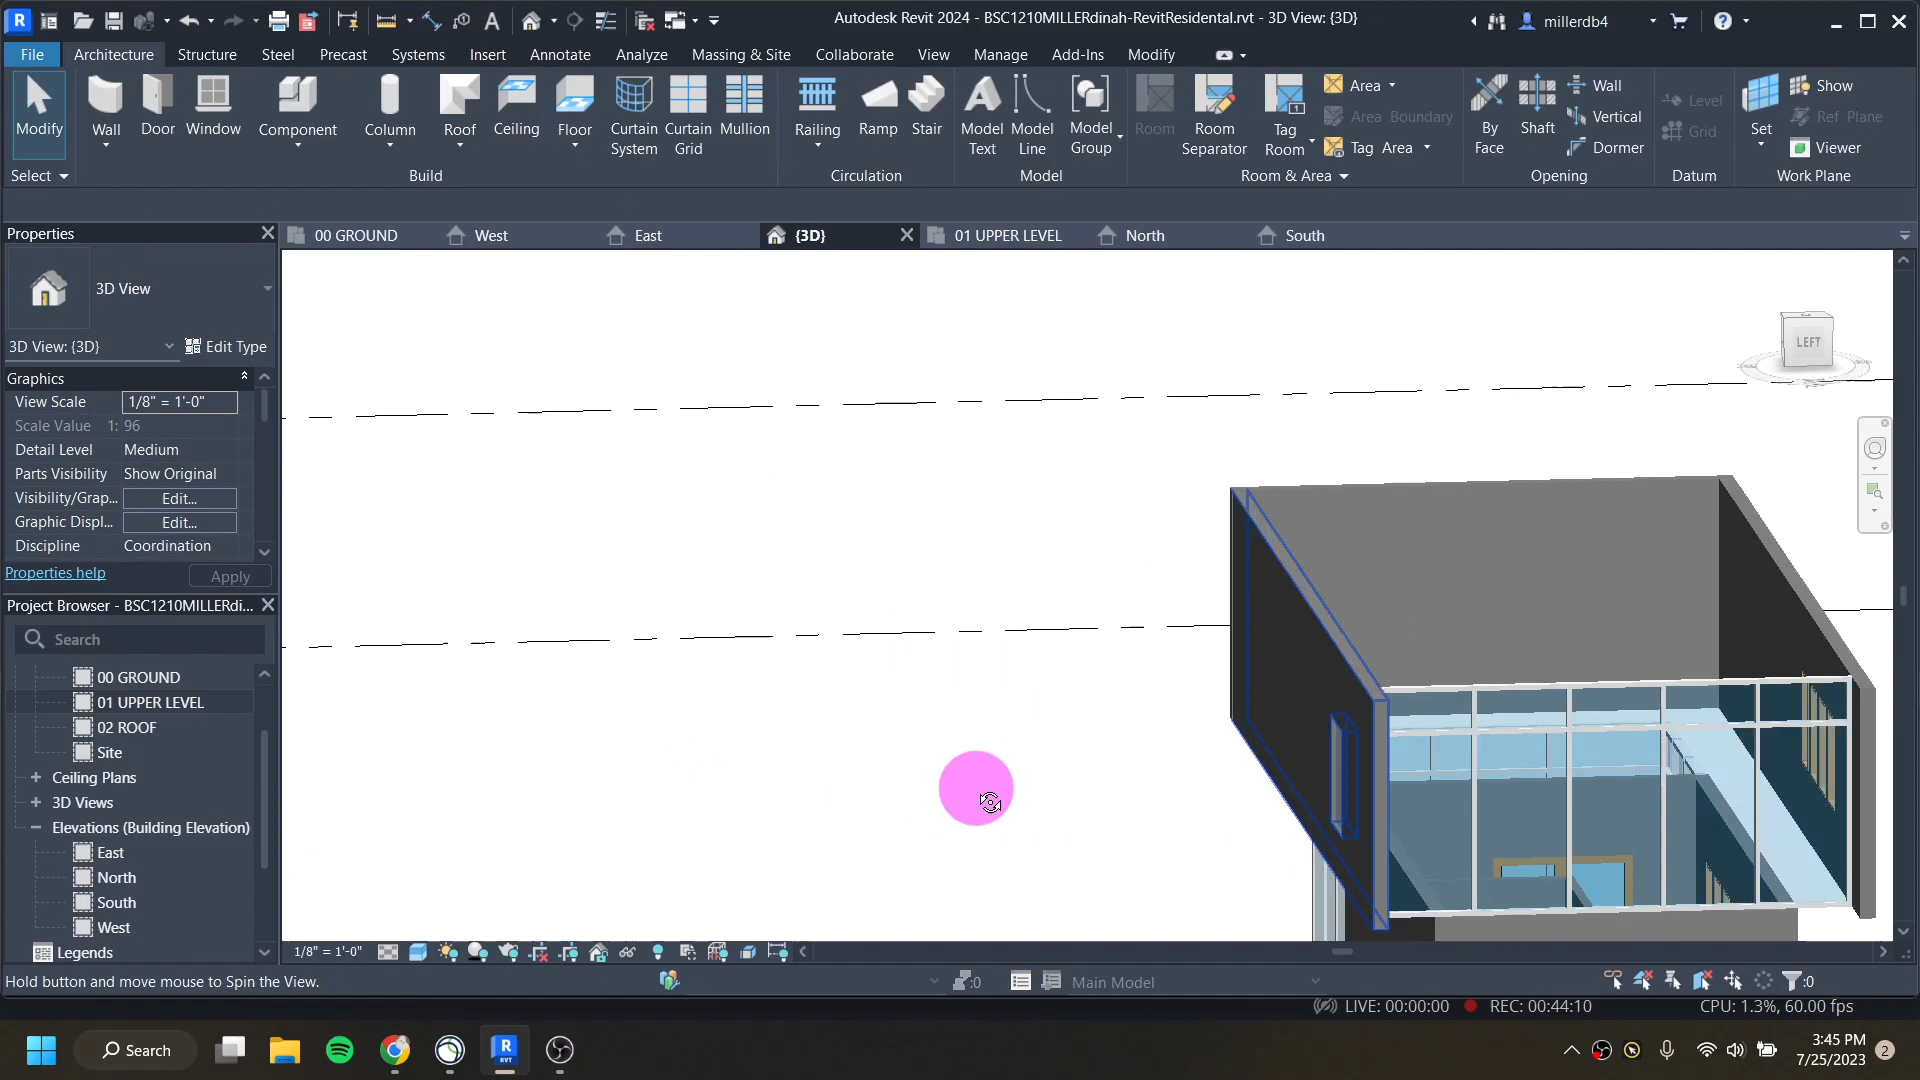 Autodesk Revit 2024 - BSC1210MILLERdinah-RevitResidental.rvt - 3D View: {3D}
millerdb4
File Architecture Structure Steel Precast Systems Insert Annotate Analyze Massing & Site Collaborate View Manage Add-Ins Modify
Modify
Wall
Door
Window
Component
Column
Roof
Ceiling
Floor
Curtain System
Curtain Grid
Mullion
Railing
Ramp
Stair
Model Text
Model Line
Model Group
Room
Room Separator
Tag Room
Area
Area Boundary
Tag Area
By Face
Shaft
Wall
Vertical
Dormer
Level
Grid
Set
Show
Ref Plane
Viewer
Select Build Circulation Model Room & Area Opening Datum Work Plane
Properties
00 GROUND West East {3D} 01 UPPER LEVEL North South
3D View
3D View: {3D} Edit Type
Graphics
View Scale 1/8" = 1'-0"
Scale Value 1: 96
Detail Level Medium
Parts Visibility Show Original
Visibility/Grap... Edit...
Graphic Displ... Edit...
Discipline Coordination
Properties help Apply
Project Browser - BSC1210MILLERdi...
Search
00 GROUND
01 UPPER LEVEL
02 ROOF
Site
Ceiling Plans
3D Views
Elevations (Building Elevation)
East
North
South
West
Legends
LEFT
1/8" = 1'-0"
Hold button and move mouse to Spin the View.
:0
Main Model
:0
LIVE: 00:00:00 REC: 00:44:10 CPU: 1.3%, 60.00 fps
Search
3:45 PM
7/25/2023
2